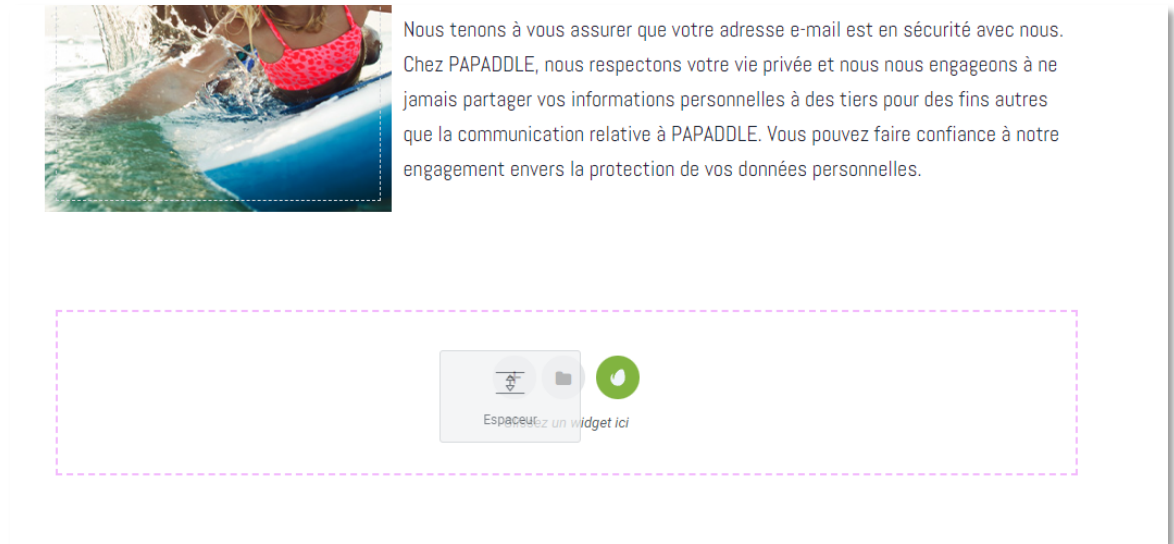 Nous tenons à vous assurer que votre adresse e-mail est en sécurité avec nous.
Chez PAPADDLE, nous respectons votre vie privée et nous nous engageons à ne
jamais partager vos informations personnelles à des tiers pour des fins autres
que la communication relative à PAPADDLE. Vous pouvez faire confiance à notre
engagement envers la protection de vos données personnelles.
Espaceur
un widget ici